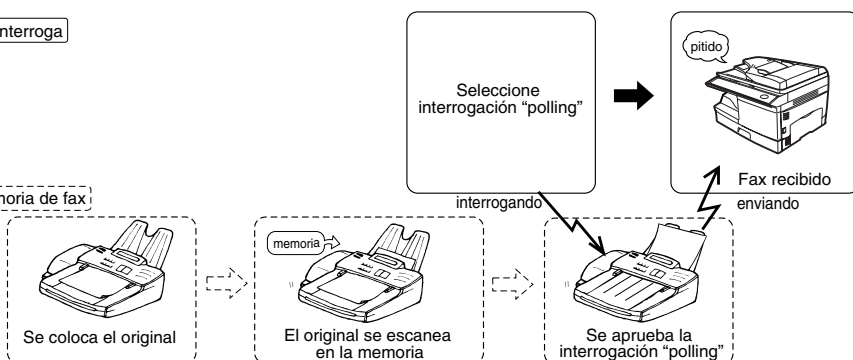 nterroga
pitido
Seleccione
interrogación “polling”
Fax recibido
interrogando
enviando
moria de fax
memoria
Se coloca el original
El original se escanea
en la memoria
Se aprueba la
interrogación “polling”